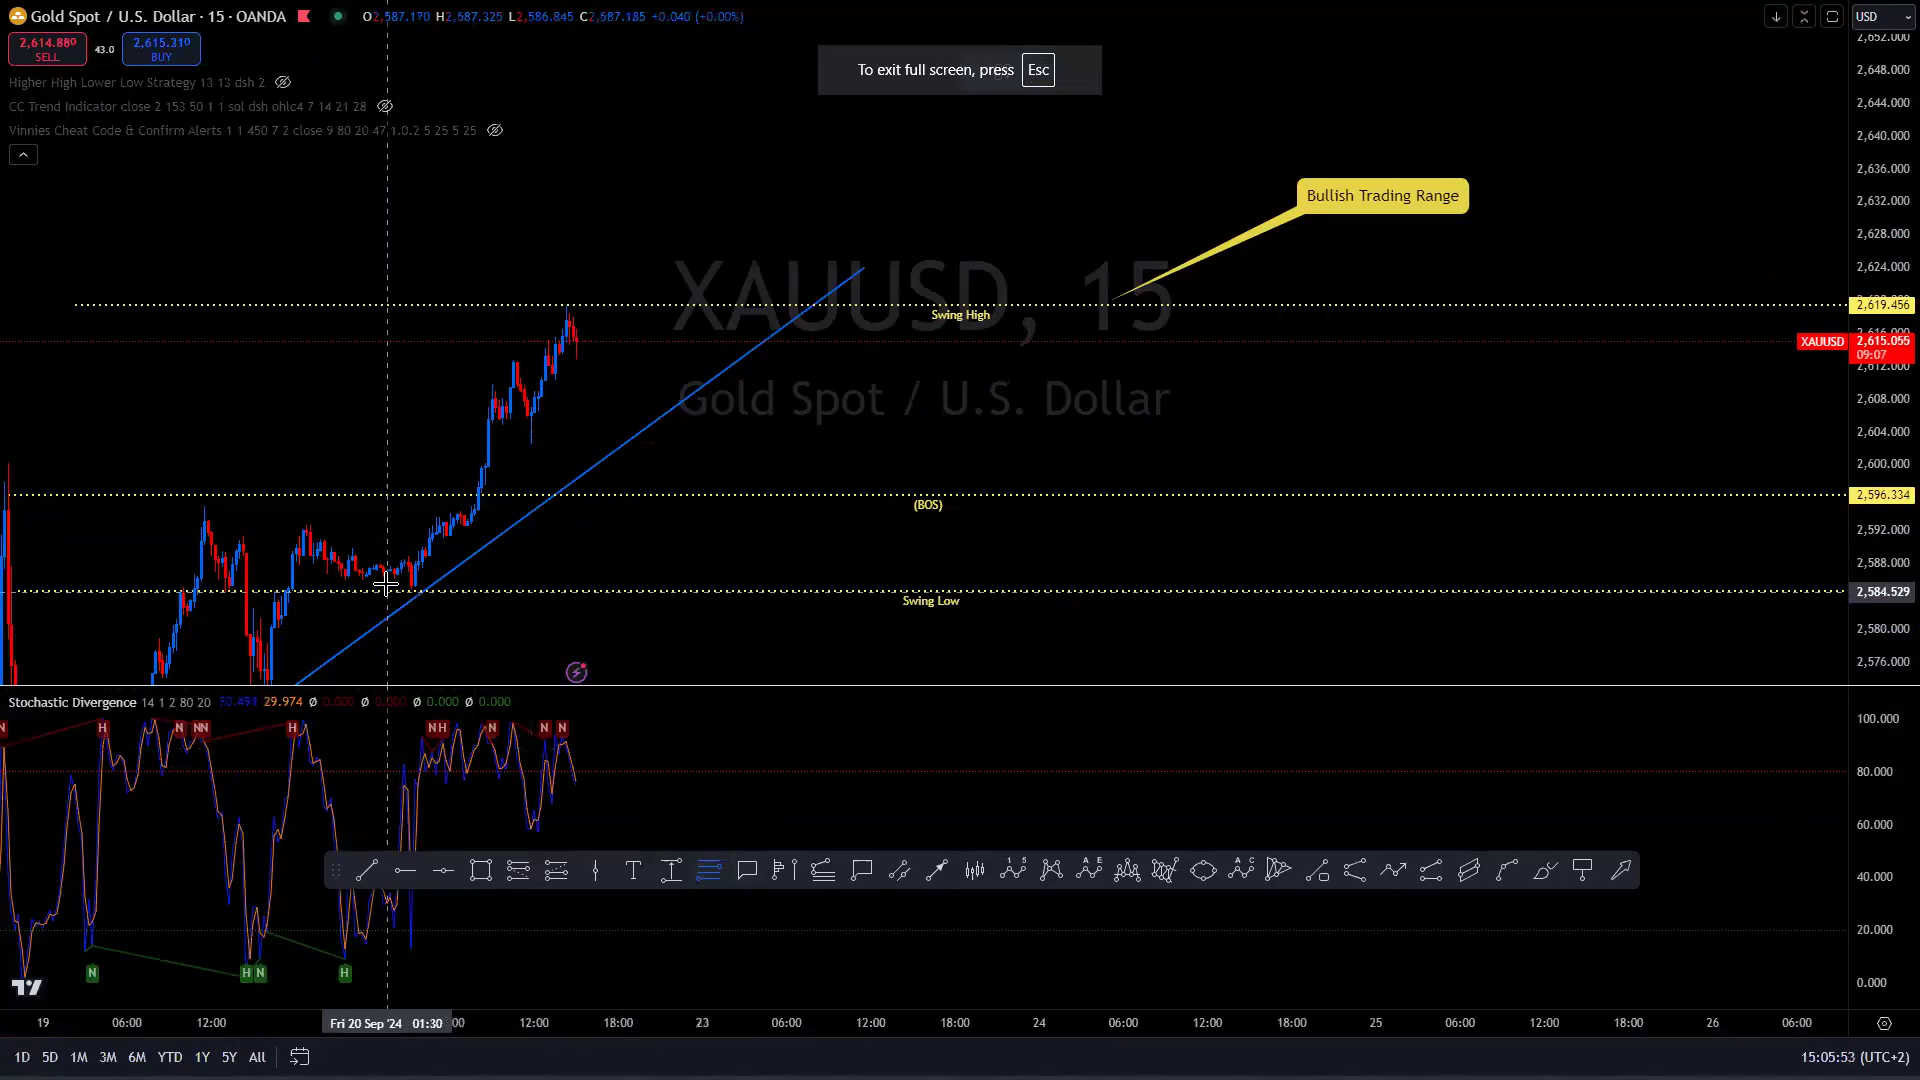 Gold Spot / U.S. Dollar · 15 · OANDA
O2,587.170 H2,587.325 L2,586.845 C2,587.185 +0.040 (+0.00%)
USD
2,614.880
SELL
43.0
2,615.310
BUY
To exit full screen, press Esc
Higher High Lower Low Strategy 13 13 dsh 2
CC Trend Indicator close 2 153 50 1 1 sol dsh ohlc4 7 14 21 28
Vinnies Cheat Code & Confirm Alerts 1 1 450 7 2 close 9 80 20 47 1.0.2 5 25 5 25
2,652.000
2,648.000
2,644.000
2,640.000
2,636.000
2,632.000
2,628.000
2,624.000
Bullish Trading Range
XAUUSD, 15
Gold Spot / U.S. Dollar
Swing High
2,619.456
2,616.000
XAUUSD
2,615.055
09:07
2,612.000
2,608.000
2,604.000
2,600.000
(BOS)
2,596.334
2,592.000
2,588.000
Swing Low
2,584.529
2,580.000
2,576.000
Stochastic Divergence 14 1 2 80 20 29.974 Ø 0.000 Ø 0.000 Ø 0.000 Ø 0.000
N H N NN H N H N N N
N H N H
100.000
80.000
60.000
40.000
20.000
0.000
19 06:00 12:00 Fri 20 Sep '24 01:30 :00 12:00 18:00 23 06:00 12:00 18:00 24 06:00 12:00 18:00 25 06:00 12:00 18:00 26 06:00
1D 5D 1M 3M 6M YTD 1Y 5Y All
15:05:53 (UTC+2)